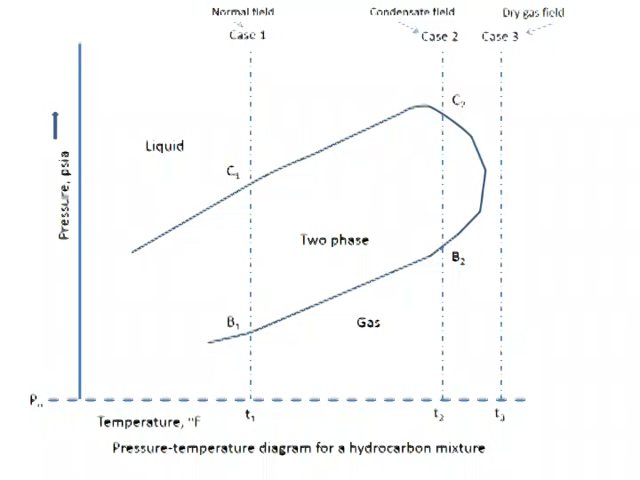 Normal field
Condensate field
Dry gas field
Case 1
Case 2
Case 3
C₂
Liquid
C₁
Pressure, psia
Two phase
B₂
B₁
Gas
t₁
t₂
t₃
Temperature, °F
Pressure-temperature diagram for a hydrocarbon mixture